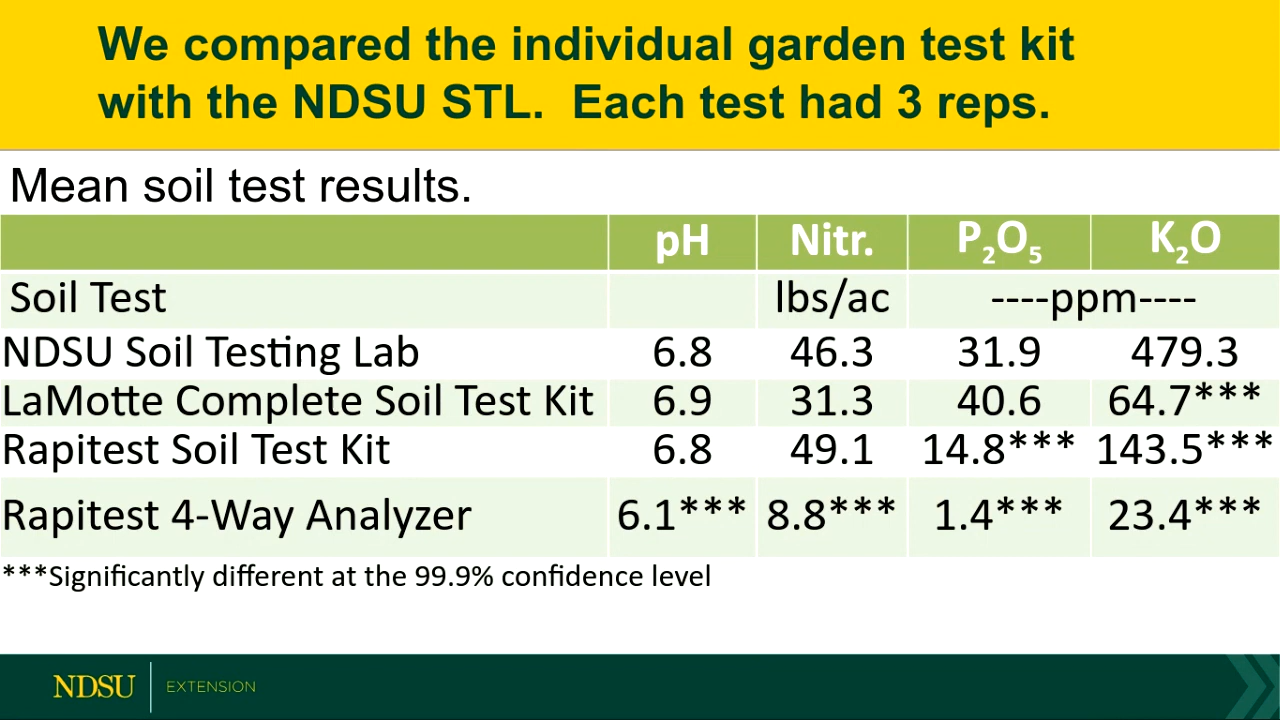 We compared the individual garden test kit
with the NDSU STL.  Each test had 3 reps.
Mean soil test results.
pH Nitr. P₂O₅ K₂O
Soil Test lbs/ac ----ppm----
NDSU Soil Testing Lab 6.8 46.3 31.9 479.3
LaMotte Complete Soil Test Kit 6.9 31.3 40.6 64.7***
Rapitest Soil Test Kit 6.8 49.1 14.8*** 143.5***
Rapitest 4-Way Analyzer 6.1*** 8.8*** 1.4*** 23.4***
***Significantly different at the 99.9% confidence level
NDSU EXTENSION